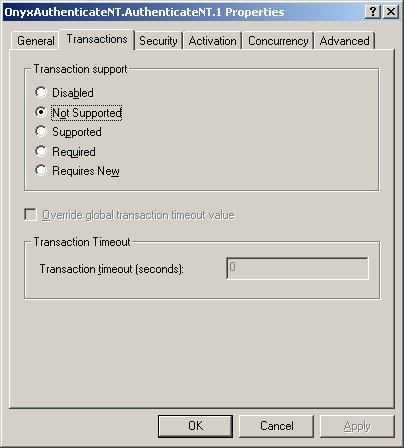 OnyxAuthenticateNT.AuthenticateNT.1 Properties
General Transactions Security Activation Concurrency Advanced
Transaction support
Disabled
Not Supported
Supported
Required
Requires New
Override global transaction timeout value
Transaction Timeout
Transaction timeout (seconds): 0
OK Cancel Apply